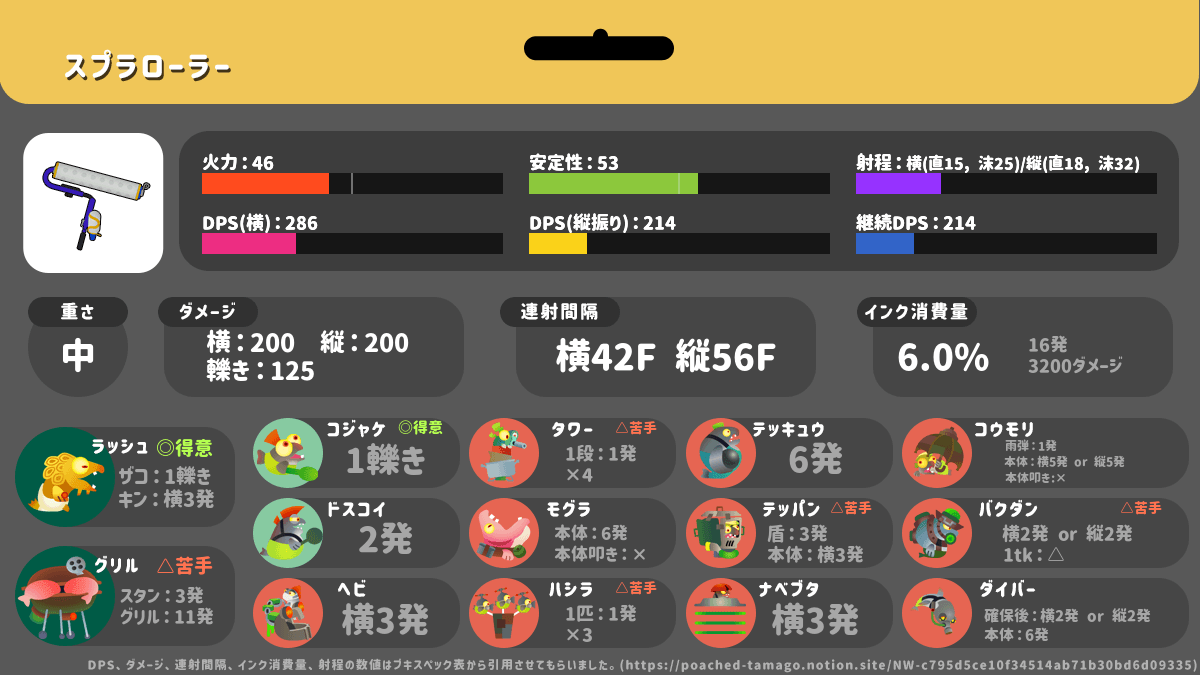 スプラローラー
火力：46
安定性：53
射程：横(直15, 沫25)/縦(直18, 沫32)
DPS(横)：286
DPS(縦振り)：214
継続DPS：214
重さ
中
ダメージ
横：200 縦：200
轢き：125
連射間隔
横42F 縦56F
インク消費量
6.0%
16発
3200ダメージ
ラッシュ ◎得意
ザコ：1轢き
キン：横3発
グリル △苦手
スタン：3発
グリル：11発
コジャケ ◎得意
1轢き
ドスコイ
2発
ヘビ
横3発
タワー △苦手
1段：1発
×4
モグラ
本体：6発
本体叩き：×
ハシラ △苦手
1匹：1発
×3
テッキュウ
6発
テッパン △苦手
盾：3発
本体：横3発
ナベブタ
横3発
コウモリ
雨弾：1発
本体：横5発 or 縦5発
本体叩き：×
バクダン △苦手
横2発 or 縦2発
1tk：△
ダイバー
確保後：横2発 or 縦2発
本体：6発
DPS、ダメージ、連射間隔、インク消費量、射程の数値はブキスペック表から引用させてもらいました。(https://poached-tamago.notion.site/NW-c795d5ce10f34514ab71b30bd6d09335)